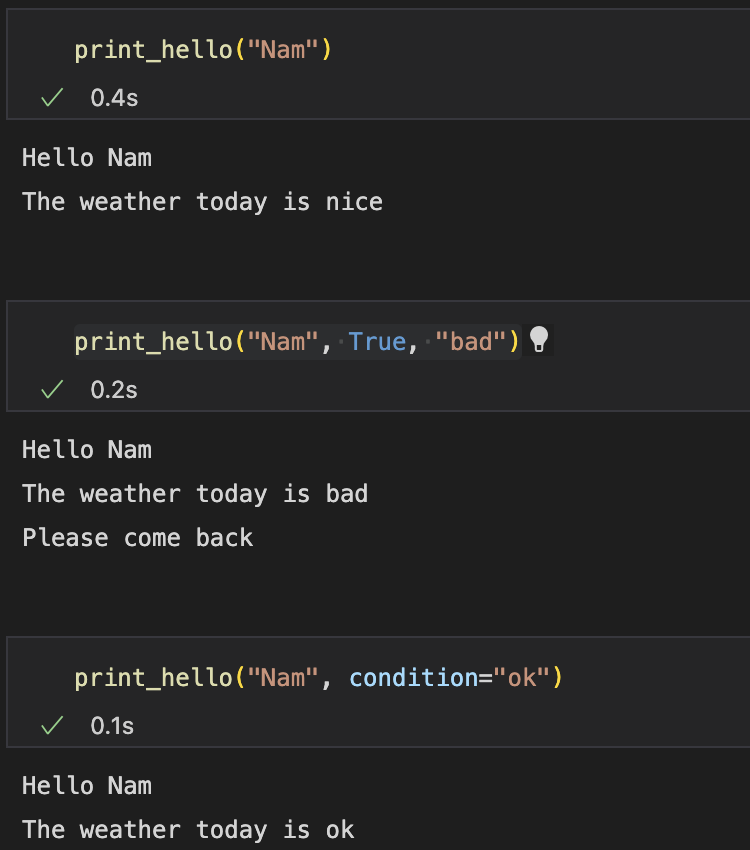 print_hello("Nam")
0.4s
Hello Nam
The weather today is nice
print_hello("Nam", True, "bad")
0.2s
Hello Nam
The weather today is bad
Please come back
print_hello("Nam", condition="ok")
0.1s
Hello Nam
The weather today is ok